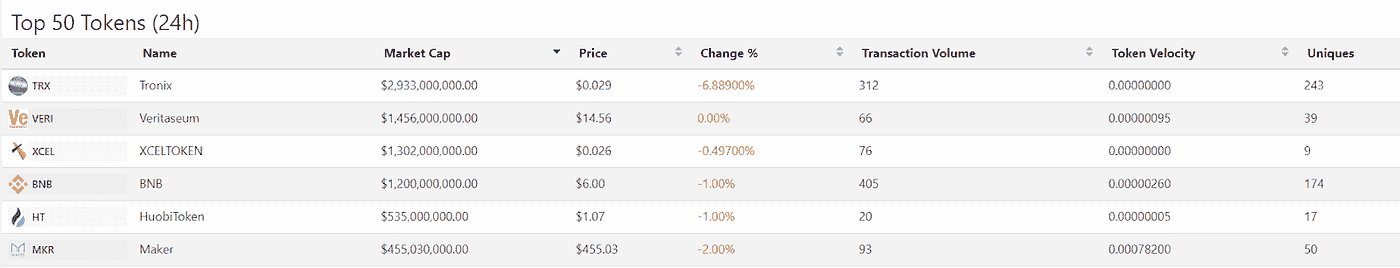 Top 50 Tokens (24h)
Token Name Market Cap Price Change % Transaction Volume Token Velocity Uniques
TRX Tronix $2,933,000,000.00 $0.029 -6.88900% 312 0.00000000 243
Ve VERI Veritaseum $1,456,000,000.00 $14.56 0.00% 66 0.00000095 39
XCEL XCELTOKEN $1,302,000,000.00 $0.026 -0.49700% 76 0.00000000 9
BNB BNB $1,200,000,000.00 $6.00 -1.00% 405 0.00000260 174
HT HuobiToken $535,000,000.00 $1.07 -1.00% 20 0.00000005 17
MKR Maker $455,030,000.00 $455.03 -2.00% 93 0.00078200 50